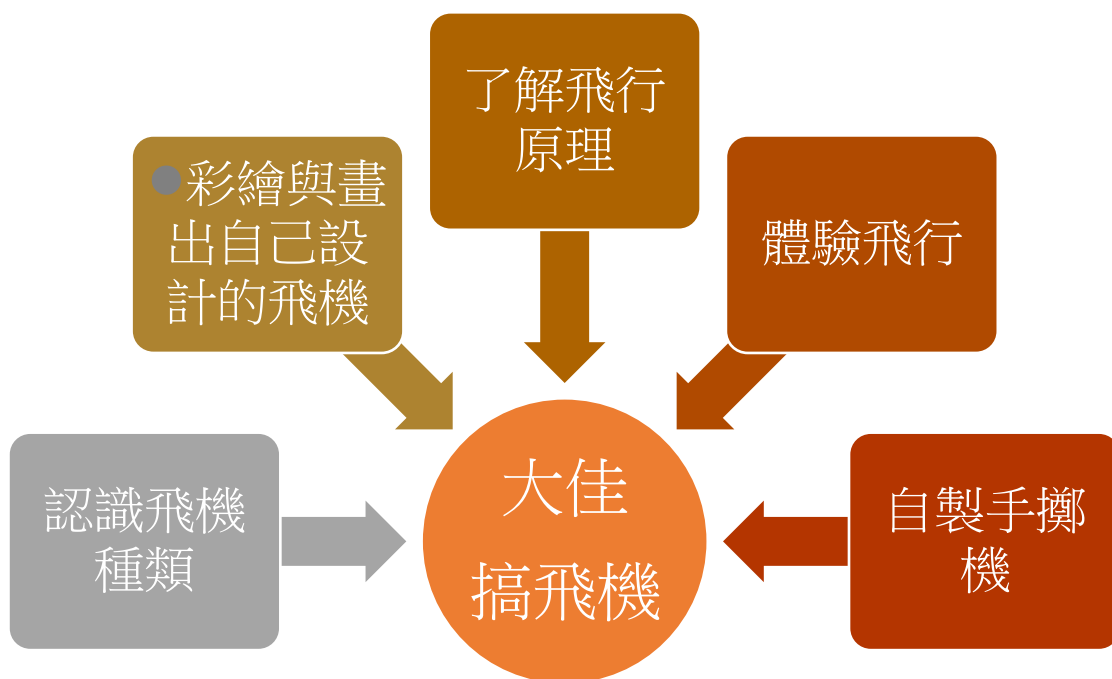 了解飛行
原理
彩繪與畫
出自己設
計的飛機
體驗飛行
認識飛機
種類
大佳
搞飛機
自製手擲
機